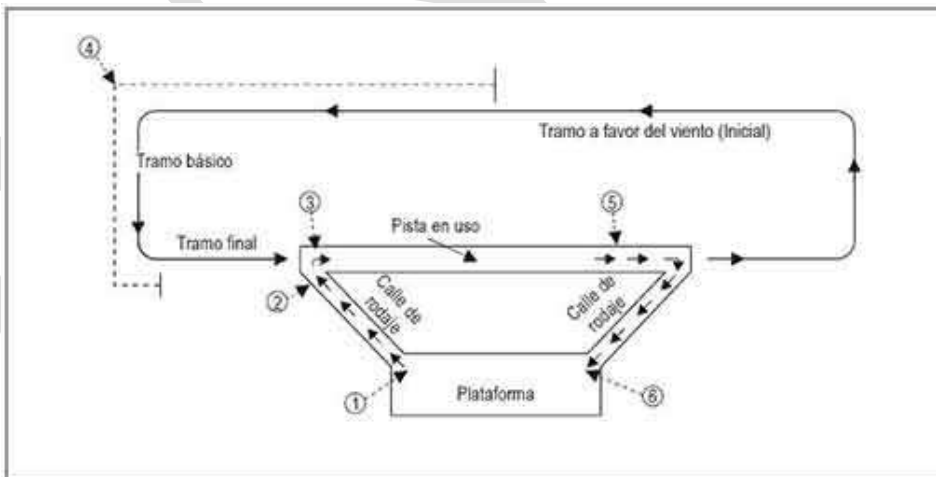 ④
Tramo a favor del viento (Inicial)
Tramo básico
③
Pista en uso
⑤
Tramo final
②
Calle de
rodaje
Calle de
rodaje
①
Plataforma
⑥